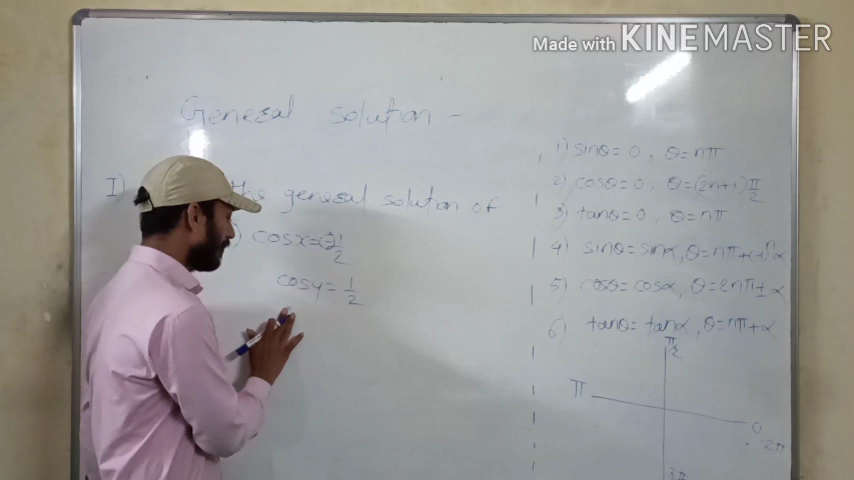 Made with KINEMASTER
General solution -
I) the general solution of
) cosx=-1/2
cosy=1/2
1) sinθ=0, θ=nπ
2) cosθ=0, θ=(2n+1)π/2
3) tanθ=0, θ=nπ
4) sinθ=sinα, θ=nπ+(-1)ⁿα
5) cosθ=cosα, θ=2nπ±α
6) tanθ=tanα, θ=nπ+α
π/2
π
0
2π